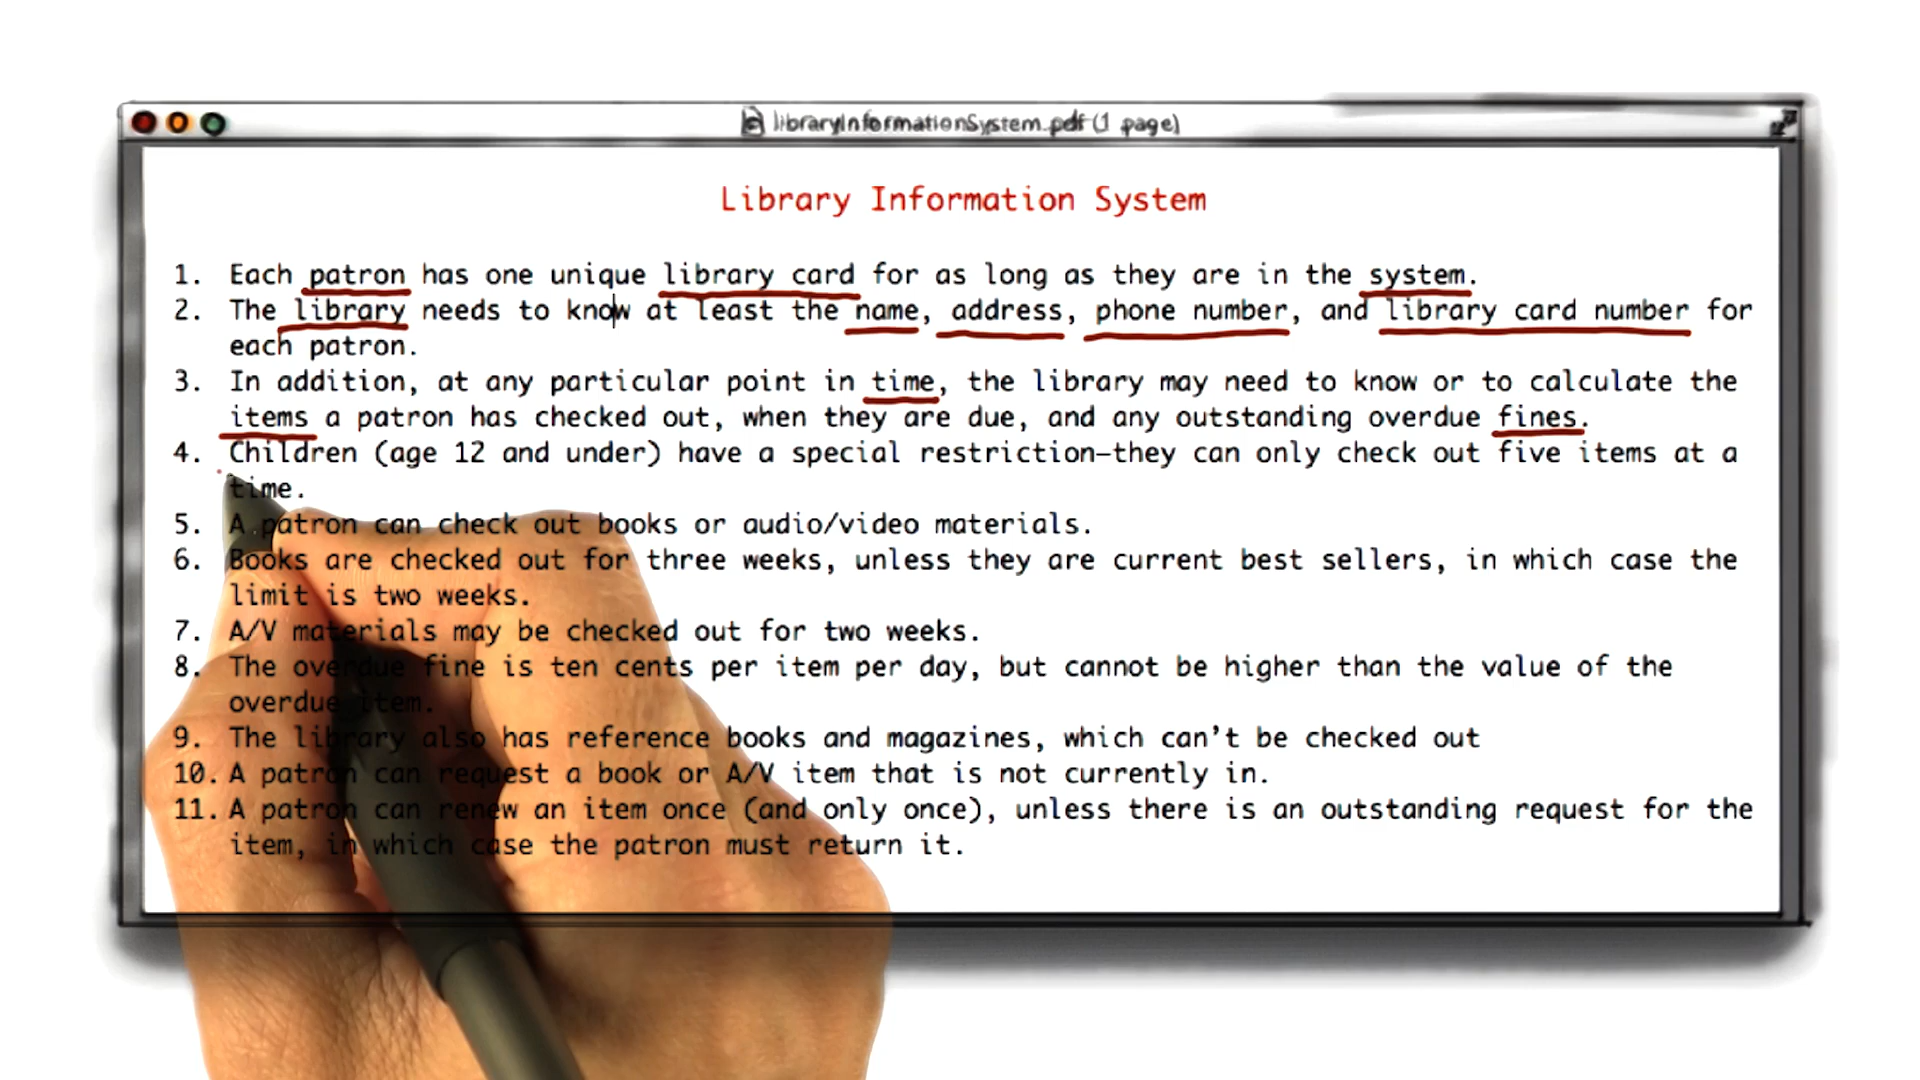 libraryInformationSystem.pdf (1 page)
Library Information System
1. Each patron has one unique library card for as long as they are in the system.
2. The library needs to know at least the name, address, phone number, and library card number for
each patron.
3. In addition, at any particular point in time, the library may need to know or to calculate the
items a patron has checked out, when they are due, and any outstanding overdue fines.
4. Children (age 12 and under) have a special restriction–they can only check out five items at a
time.
5. A patron can check out books or audio/video materials.
6. Books are checked out for three weeks, unless they are current best sellers, in which case the
limit is two weeks.
7. A/V materials may be checked out for two weeks.
8. The overdue fine is ten cents per item per day, but cannot be higher than the value of the
overdue item.
9. The library also has reference books and magazines, which can’t be checked out
10. A patron can request a book or A/V item that is not currently in.
11. A patron can renew an item once (and only once), unless there is an outstanding request for the
item, in which case the patron must return it.